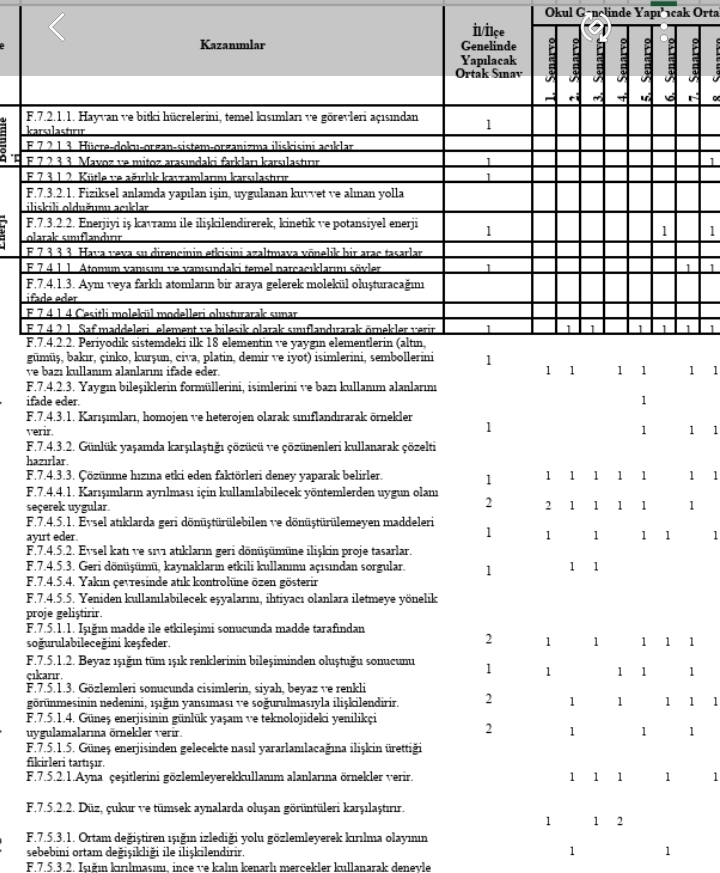 Okul Genelinde Yapılacak Orta
Kazanımlar
İl/İlçe
Genelinde
Yapılacak
Ortak Sınav
1. Senaryo
2. Senaryo
3. Senaryo
4. Senaryo
5. Senaryo
6. Senaryo
7. Senaryo
8. Senaryo
F.7.2.1.1. Hayvan ve bitki hücrelerini, temel kısımları ve görevleri açısından
karşılaştırır. 1
F.7.2.1.3. Hücre-doku-organ-sistem-organizma ilişkisini açıklar.
F.7.2.3.3. Mayoz ve mitoz arasındaki farkları karşılaştırır. 1 1
F.7.3.1.2. Kütle ve ağırlık kavramlarını karşılaştırır. 1
F.7.3.2.1. Fiziksel anlamda yapılan işin, uygulanan kuvvet ve alınan yolla
ilişkili olduğunu açıklar.
Enerji
F.7.3.2.2. Enerjiyi iş kavramı ile ilişkilendirerek, kinetik ve potansiyel enerji
olarak sınıflandırır. 1 1 1
F.7.3.3.3. Hava veya su direncinin etkisini azaltmaya yönelik bir araç tasarlar.
F.7.4.1.1. Atomun yapısını ve yapısındaki temel parçacıklarını söyler. 1 1 1
F.7.4.1.3. Aynı veya farklı atomların bir araya gelerek molekül oluşturacağını
ifade eder.
F.7.4.1.4 Çeşitli molekül modelleri oluşturarak sunar.
F.7.4.2.1. Saf maddeleri, element ve bileşik olarak sınıflandırarak örnekler verir. 1 1 1 1 1 1 1
F.7.4.2.2. Periyodik sistemdeki ilk 18 elementin ve yaygın elementlerin (altın,
gümüş, bakır, çinko, kurşun, civa, platin, demir ve iyot) isimlerini, sembollerini
ve bazı kullanım alanlarını ifade eder. 1 1 1 1 1 1 1
F.7.4.2.3. Yaygın bileşiklerin formüllerini, isimlerini ve bazı kullanım alanlarını
ifade eder. 1
F.7.4.3.1. Karışımları, homojen ve heterojen olarak sınıflandırarak örnekler
verir. 1 1 1 1
F.7.4.3.2. Günlük yaşamda karşılaştığı çözücü ve çözünenleri kullanarak çözelti
hazırlar.
F.7.4.3.3. Çözünme hızına etki eden faktörleri deney yaparak belirler. 1 1 1 1 1 1 1 1
F.7.4.4.1. Karışımların ayrılması için kullanılabilecek yöntemlerden uygun olanı
seçerek uygular. 2 2 1 1 1 1 1
F.7.4.5.1. Evsel atıklarda geri dönüştürülebilen ve dönüştürülemeyen maddeleri
ayırt eder. 1 1 1 1 1 1
F.7.4.5.2. Evsel katı ve sıvı atıkların geri dönüşümüne ilişkin proje tasarlar.
F.7.4.5.3. Geri dönüşümü, kaynakların etkili kullanımı açısından sorgular. 1 1 1
F.7.4.5.4. Yakın çevresinde atık kontrolüne özen gösterir
F.7.4.5.5. Yeniden kullanılabilecek eşyalarını, ihtiyacı olanlara iletmeye yönelik
proje geliştirir.
F.7.5.1.1. Işığın madde ile etkileşimi sonucunda madde tarafından
soğurulabileceğini keşfeder. 2 1 1 1 1 1
F.7.5.1.2. Beyaz ışığın tüm ışık renklerinin bileşiminden oluştuğu sonucunu
çıkarır. 1 1 1 1 1
F.7.5.1.3. Gözlemleri sonucunda cisimlerin, siyah, beyaz ve renkli
görünmesinin nedenini, ışığın yansıması ve soğurulmasıyla ilişkilendirir. 2 1 1 1 1 1
F.7.5.1.4. Güneş enerjisinin günlük yaşam ve teknolojideki yenilikçi
uygulamalarına örnekler verir. 2 1 1 1
F.7.5.1.5. Güneş enerjisinden gelecekte nasıl yararlanılacağına ilişkin ürettiği
fikirleri tartışır.
F.7.5.2.1.Ayna çeşitlerini gözlemleyerekkullanım alanlarına örnekler verir. 1 1 1 1 1
F.7.5.2.2. Düz, çukur ve tümsek aynalarda oluşan görüntüleri karşılaştırır.
1 1 2
F.7.5.3.1. Ortam değiştiren ışığın izlediği yolu gözlemleyerek kırılma olayının
sebebini ortam değişikliği ile ilişkilendirir. 1 1
F.7.5.3.2. Işığın kırılmasını, ince ve kalın kenarlı mercekler kullanarak deneyle